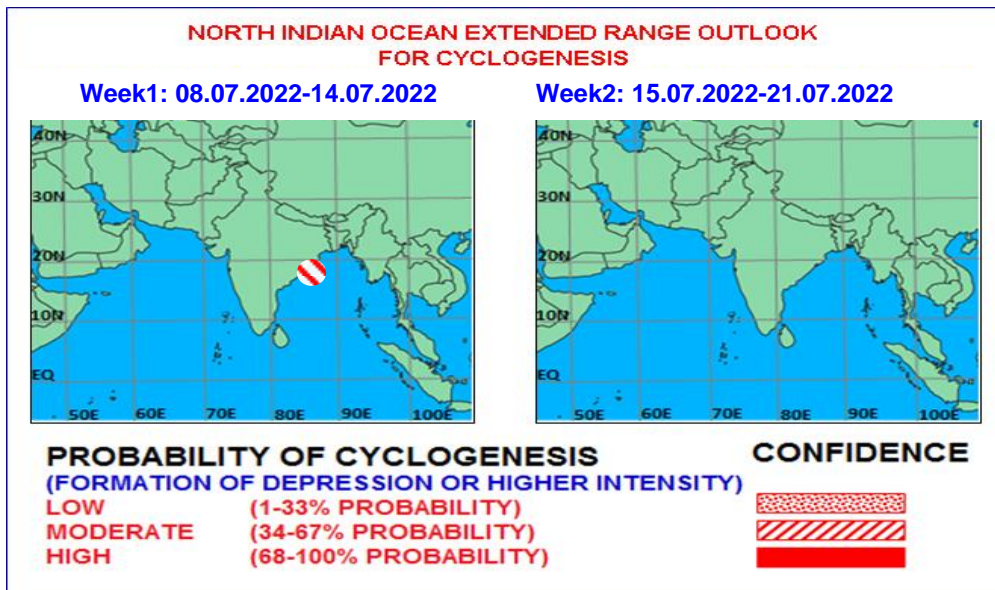 NORTH INDIAN OCEAN EXTENDED RANGE OUTLOOK
FOR CYCLOGENESIS
Week1: 08.07.2022-14.07.2022
40N
30N
20N
10N
EQ
50E 60E 70E 80E 90E 100E
Week2: 15.07.2022-21.07.2022
40N
30N
20N
10N
EQ
50E 60E 70E 80E 90E 100E
PROBABILITY OF CYCLOGENESIS
(FORMATION OF DEPRESSION OR HIGHER INTENSITY)
LOW (1-33% PROBABILITY)
MODERATE (34-67% PROBABILITY)
HIGH (68-100% PROBABILITY)
CONFIDENCE